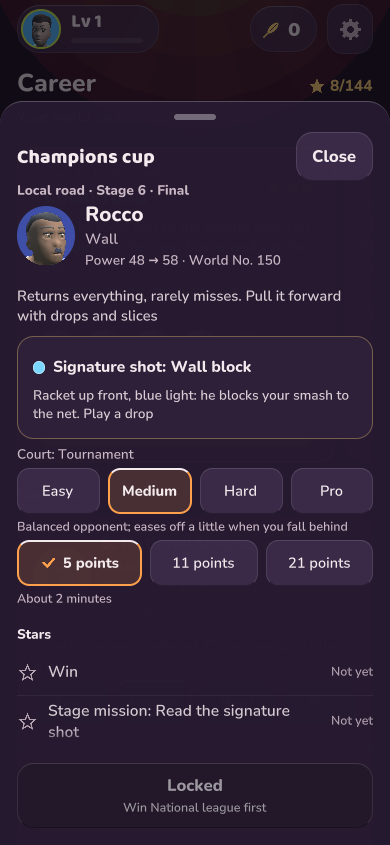 Lv 1
0
Career
8/144
Champions cup
Close
Local road · Stage 6 · Final
Rocco
Wall
Power 48 → 58 · World No. 150
Returns everything, rarely misses. Pull it forward
with drops and slices
Signature shot: Wall block
Racket up front, blue light: he blocks your smash to
the net. Play a drop
Court: Tournament
Easy
Medium
Hard
Pro
Balanced opponent; eases off a little when you fall behind
5 points
11 points
21 points
About 2 minutes
Stars
Win
Not yet
Stage mission: Read the signature
shot
Not yet
Locked
Win National league first